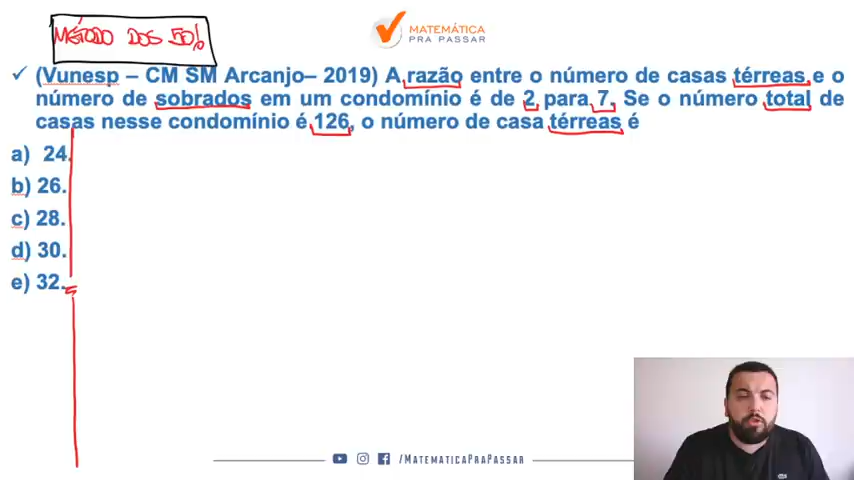 MÉTODO DOS 50%
MATEMÁTICA
PRA PASSAR
✓ (Vunesp – CM SM Arcanjo– 2019) A razão entre o número de casas térreas e o
número de sobrados em um condomínio é de 2 para 7. Se o número total de
casas nesse condomínio é 126, o número de casa térreas é
a) 24.
b) 26.
c) 28.
d) 30.
e) 32.
/MATEMATICAPRAPASSAR